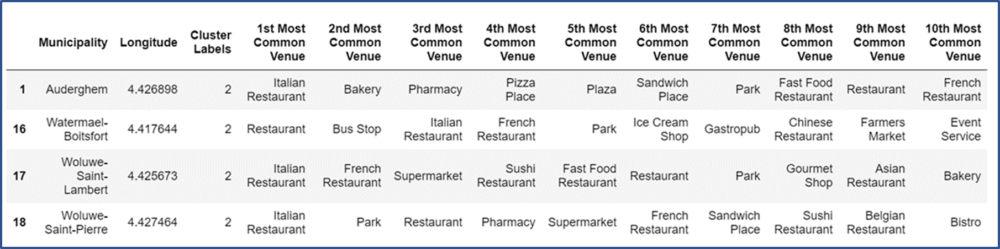 Municipality Longitude Cluster Labels 1st Most Common Venue 2nd Most Common Venue 3rd Most Common Venue 4th Most Common Venue 5th Most Common Venue 6th Most Common Venue 7th Most Common Venue 8th Most Common Venue 9th Most Common Venue 10th Most Common Venue
1 Auderghem 4.426898 2 Italian Restaurant Bakery Pharmacy Pizza Place Plaza Sandwich Place Park Fast Food Restaurant Restaurant French Restaurant
16 Watermael-Boitsfort 4.417644 2 Restaurant Bus Stop Italian Restaurant French Restaurant Park Ice Cream Shop Gastropub Chinese Restaurant Farmers Market Event Service
17 Woluwe-Saint-Lambert 4.425673 2 Italian Restaurant French Restaurant Supermarket Sushi Restaurant Fast Food Restaurant Restaurant Park Gourmet Shop Asian Restaurant Bakery
18 Woluwe-Saint-Pierre 4.427464 2 Italian Restaurant Park Restaurant Pharmacy Supermarket French Restaurant Sandwich Place Sushi Restaurant Belgian Restaurant Bistro